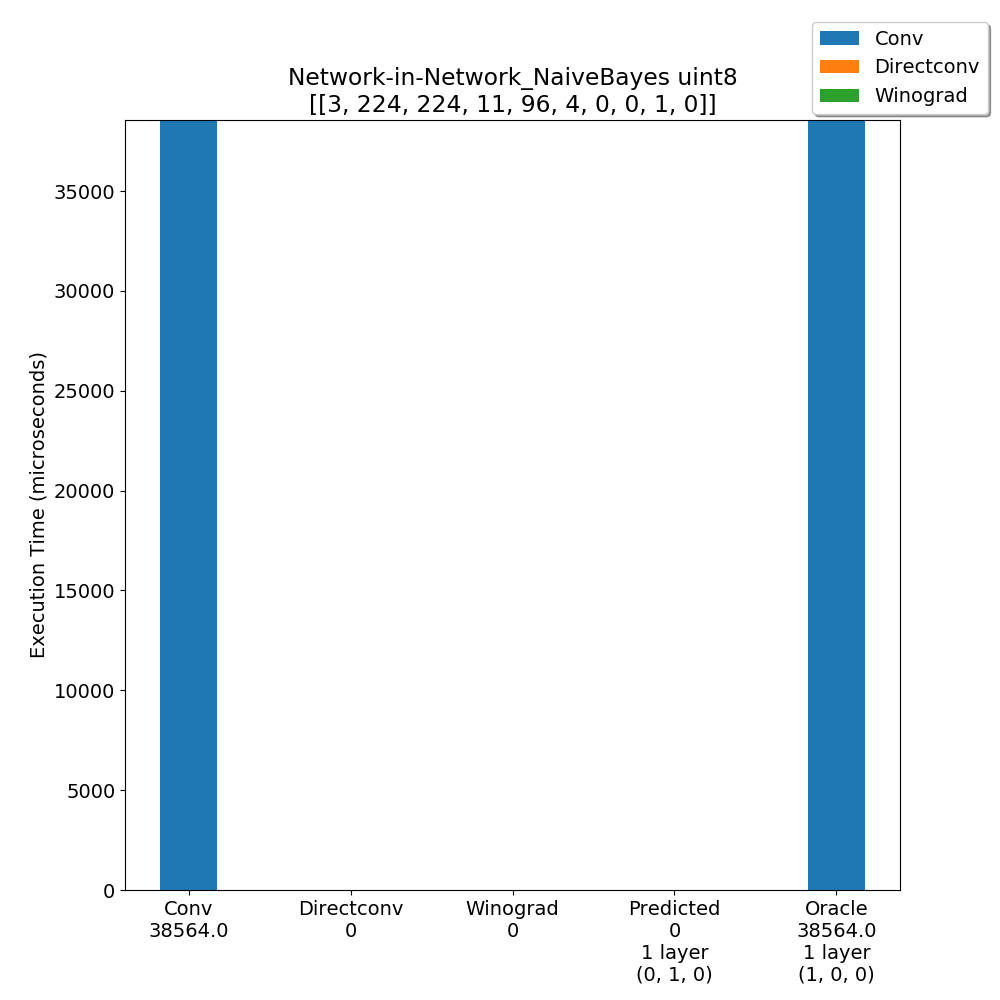 Conv
Directconv
Winograd
Network-in-Network_NaiveBayes uint8
[[3, 224, 224, 11, 96, 4, 0, 0, 1, 0]]
Execution Time (microseconds)
35000
30000
25000
20000
15000
10000
5000
0
Conv Directconv Winograd Predicted Oracle
38564.0 0 0 0 38564.0
1 layer 1 layer
(0, 1, 0) (1, 0, 0)